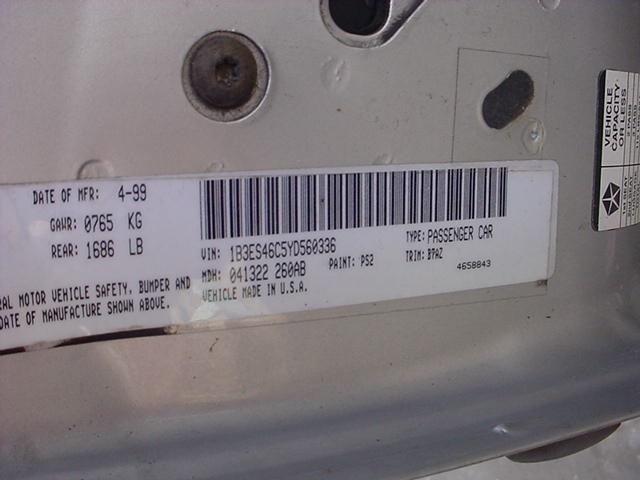 DATE OF MFR: 4-99
GAWR: 0765 KG
REAR: 1686 LB
VIN: 1B3ES46C5YD560336
TYPE: PASSENGER CAR
MDH: 041322 260AB
PAINT: PS2
TRIM: B7AZ
4658843
VEHICLE MADE IN U.S.A.
RAL MOTOR VEHICLE SAFETY, BUMPER AND
DATE OF MANUFACTURE SHOWN ABOVE.
VEHICLE
CAPACITY
OR LESS